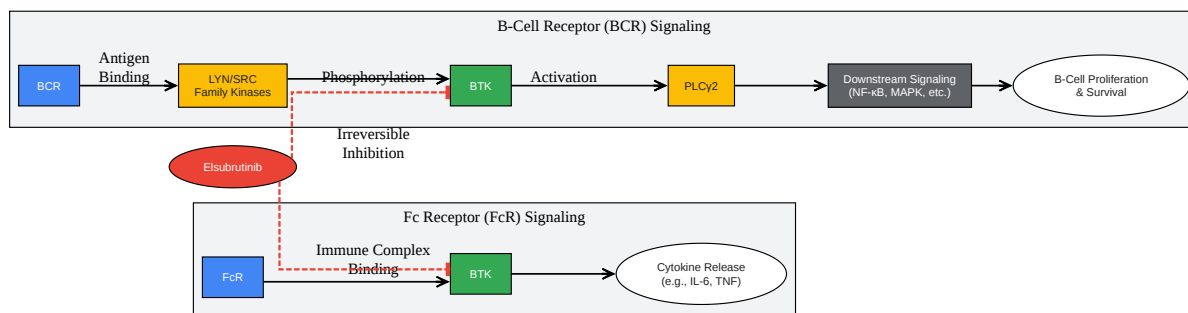 B-Cell Receptor (BCR) Signaling
BCR
Antigen
Binding
LYN/SRC
Family Kinases
Phosphorylation
BTK
Activation
PLCγ2
Downstream Signaling
(NF-κB, MAPK, etc.)
B-Cell Proliferation
& Survival
Irreversible
Inhibition
Elsubrutinib
Fc Receptor (FcR) Signaling
FcR
Immune Complex
Binding
BTK
Cytokine Release
(e.g., IL-6, TNF)